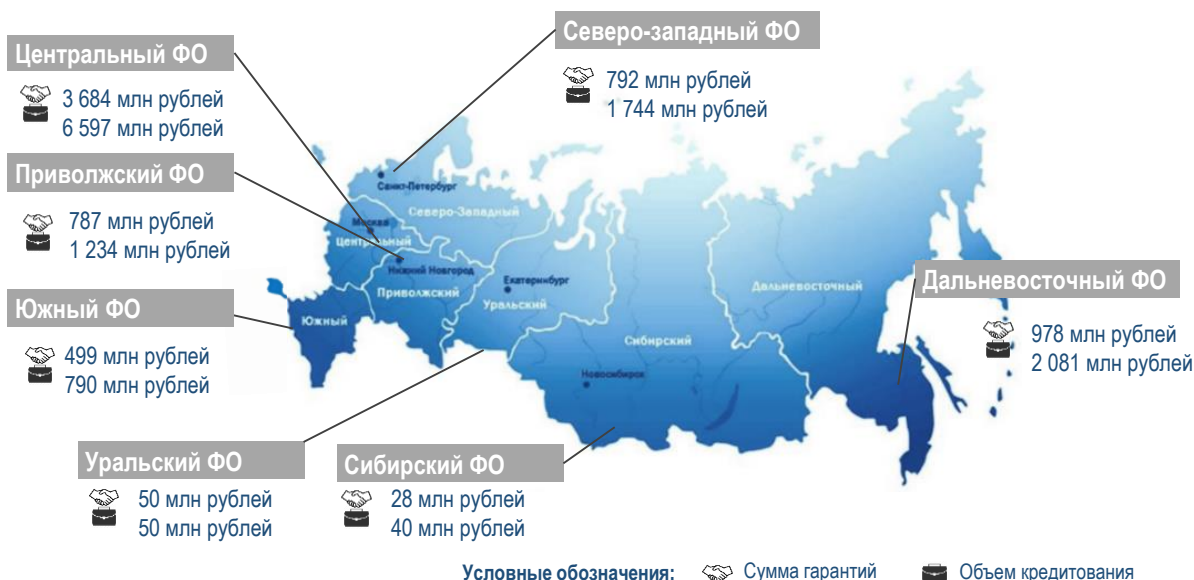 Северо-западный ФО
792 млн рублей
1 744 млн рублей
Центральный ФО
3 684 млн рублей
6 597 млн рублей
Приволжский ФО
787 млн рублей
1 234 млн рублей
Южный ФО
499 млн рублей
790 млн рублей
Санкт-Петербург
Северо-Западный
Москва
Центральный
Нижний Новгород
Приволжский
Екатеринбург
Уральский
Южный
Сибирский
Новосибирск
Дальневосточный
Дальневосточный ФО
978 млн рублей
2 081 млн рублей
Уральский ФО
50 млн рублей
50 млн рублей
Сибирский ФО
28 млн рублей
40 млн рублей
Условные обозначения: Сумма гарантий Объем кредитования